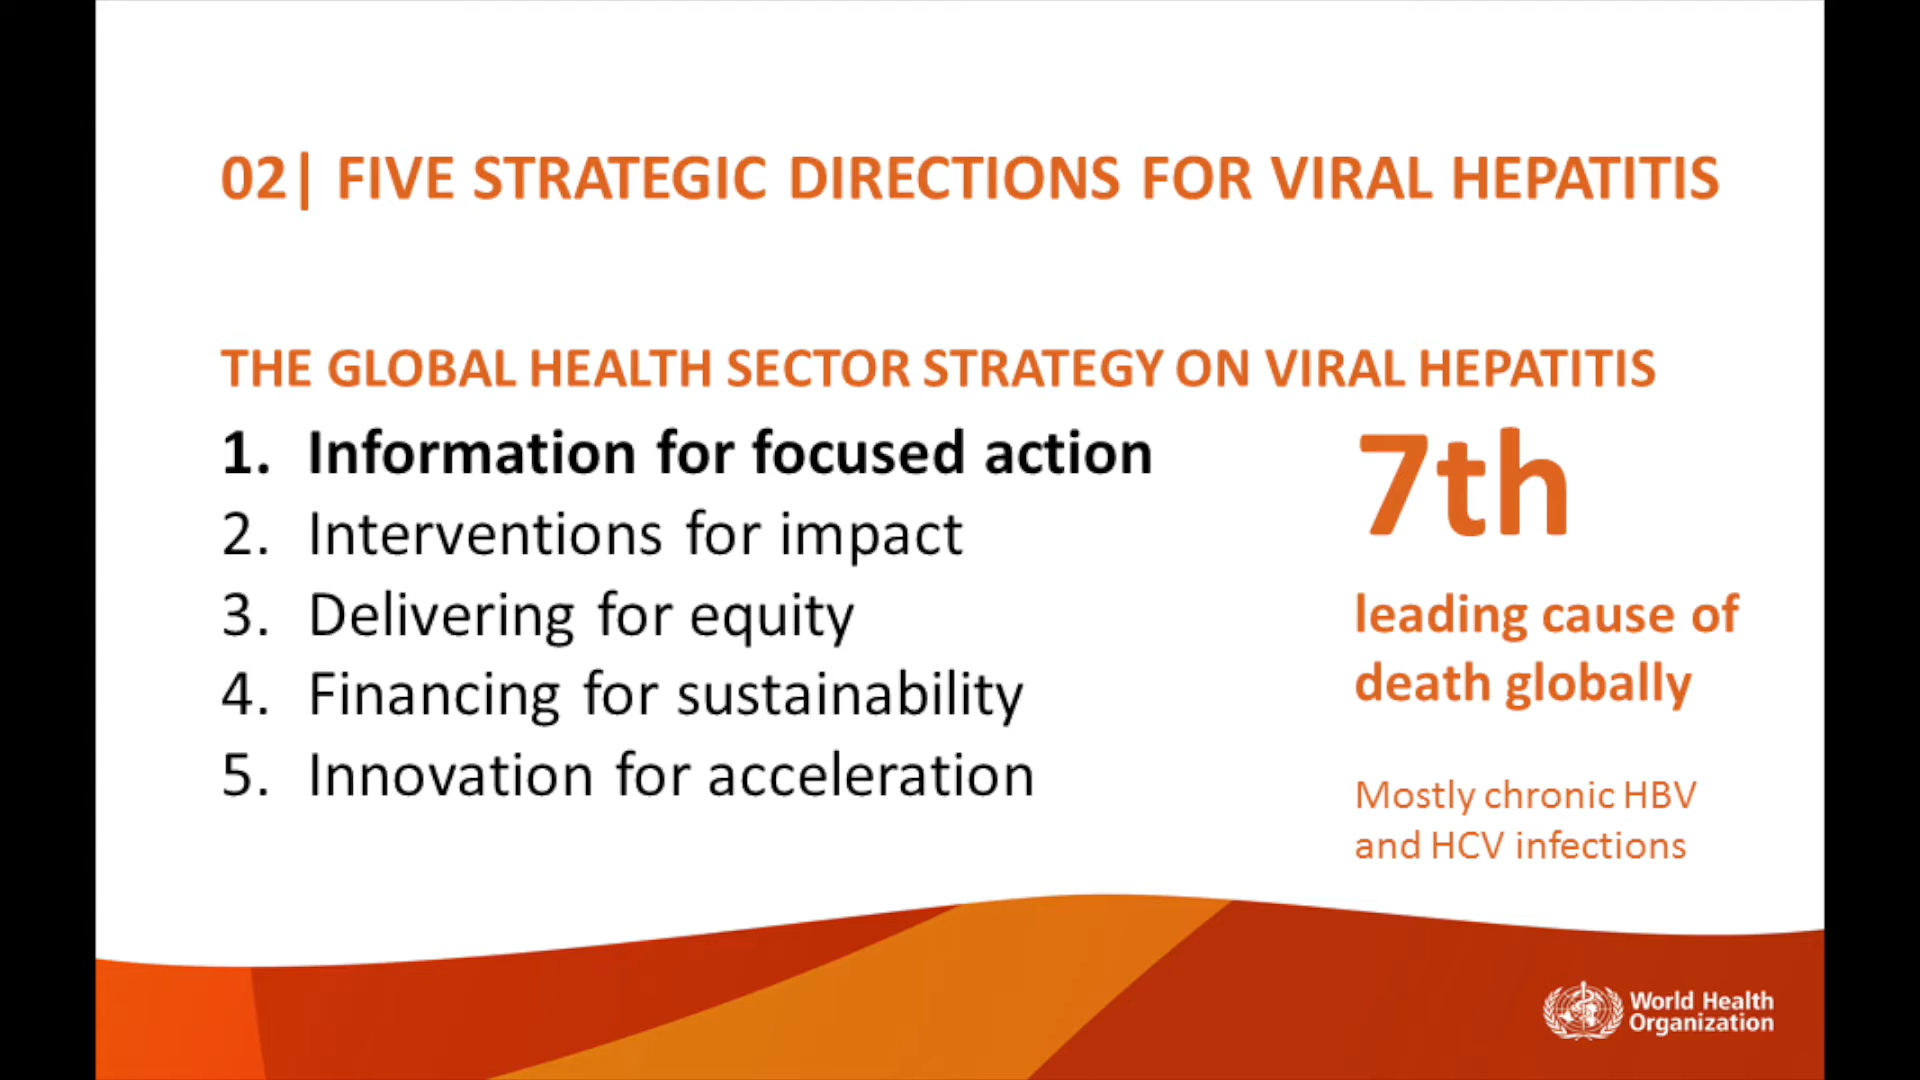 02| FIVE STRATEGIC DIRECTIONS FOR VIRAL HEPATITIS
THE GLOBAL HEALTH SECTOR STRATEGY ON VIRAL HEPATITIS
1. Information for focused action
2. Interventions for impact
3. Delivering for equity
4. Financing for sustainability
5. Innovation for acceleration
7th
leading cause of
death globally
Mostly chronic HBV
and HCV infections
World Health
Organization